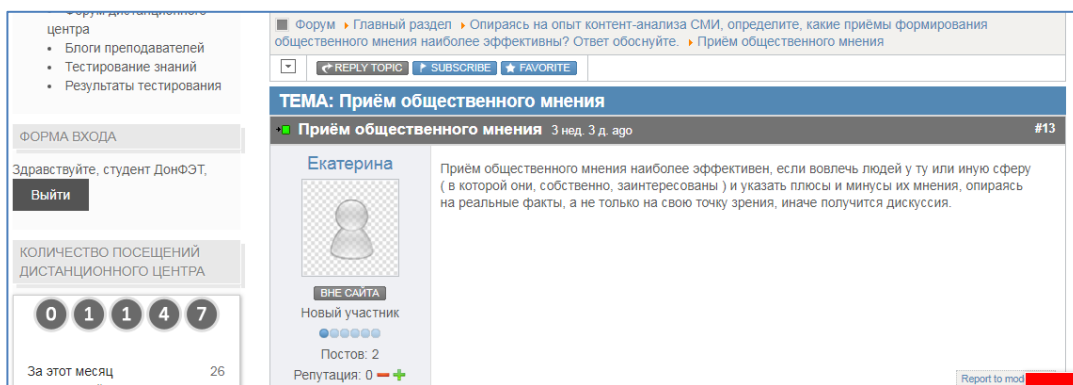 центра
• Блоги преподавателей
• Тестирование знаний
• Результаты тестирования
ФОРМА ВХОДА
Здравствуйте, студент ДонФЭТ,
Выйти
КОЛИЧЕСТВО ПОСЕЩЕНИЙ
ДИСТАНЦИОННОГО ЦЕНТРА
0 1 1 4 7
За этот месяц 26
Форум Главный раздел Опираясь на опыт контент-анализа СМИ, определите, какие приёмы формирования
общественного мнения наиболее эффективны? Ответ обоснуйте. Приём общественного мнения
REPLY TOPIC SUBSCRIBE FAVORITE
ТЕМА: Приём общественного мнения
Приём общественного мнения 3 нед. 3 д. ago #13
Екатерина
ВНЕ САЙТА
Новый участник
Постов: 2
Репутация: 0
Приём общественного мнения наиболее эффективен, если вовлечь людей у ту или иную сферу
( в которой они, собственно, заинтересованы ) и указать плюсы и минусы их мнения, опираясь
на реальные факты, а не только на свою точку зрения, иначе получится дискуссия.
Report to mod